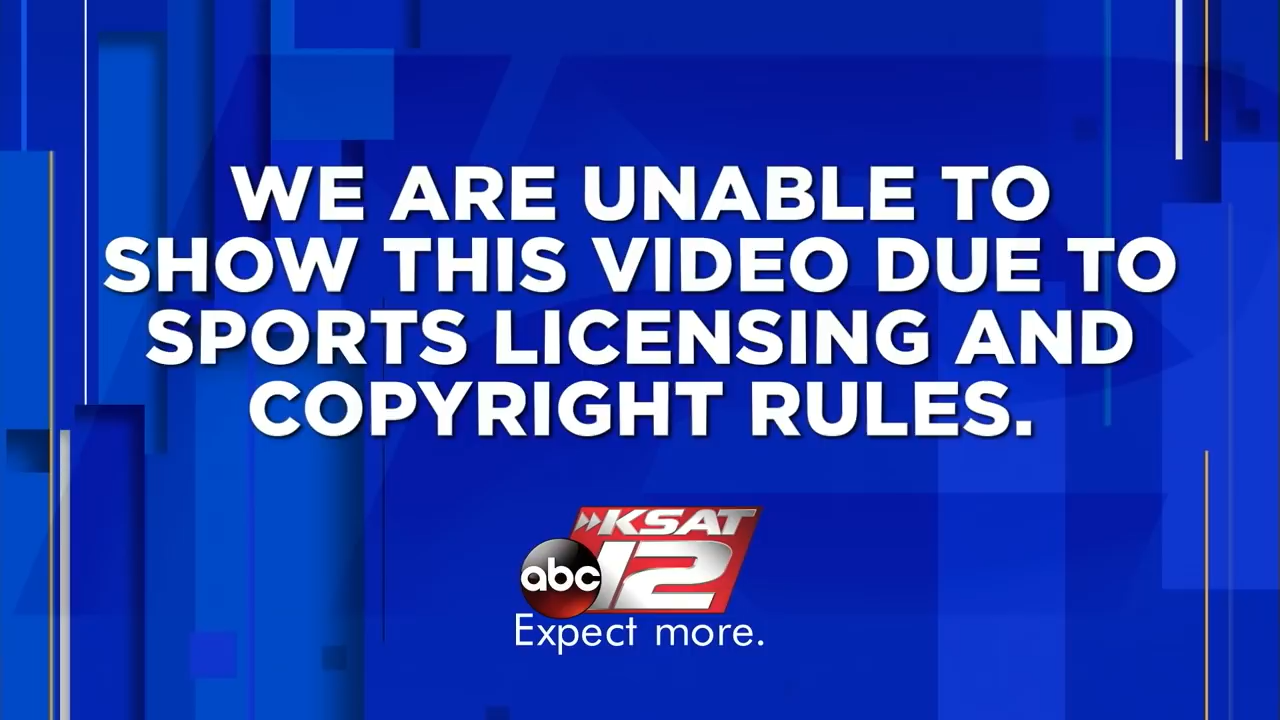 WE ARE UNABLE TO
SHOW THIS VIDEO DUE TO
SPORTS LICENSING AND
COPYRIGHT RULES.
KSAT
abc 12
Expect more.